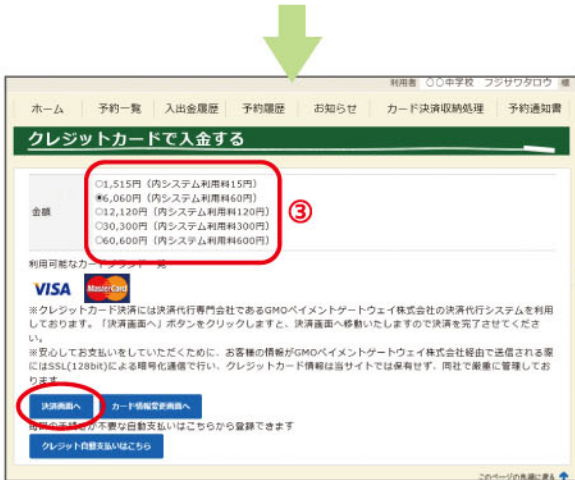 利用者 〇〇中学校 フジサワタロウ 様
ホーム 予約一覧 入出金履歴 予約履歴 お知らせ カード決済収納処理 予約通知書
クレジットカードで入金する
金額
○1,515円（内システム利用料15円）
◉6,060円（内システム利用料60円）
○12,120円（内システム利用料120円）
○30,300円（内システム利用料300円）
○60,600円（内システム利用料600円）
③
利用可能なカードブランド一覧
VISA MasterCard
※クレジットカード決済には決済代行専門会社であるGMOペイメントゲートウェイ株式会社の決済代行システムを利用
しております。「決済画面へ」ボタンをクリックしますと、決済画面へ移動いたしますので決済を完了させてくださ
い。
※安心してお支払いをしていただくために、お客様の情報がGMOペイメントゲートウェイ株式会社経由で送信される際
にはSSL(128bit)による暗号化通信で行い、クレジットカード情報は当サイトでは保有せず、同社で厳重に管理してお
ります
決済画面へ カード情報変更画面へ
毎回の手続きが不要な自動支払いはこちらから登録できます
クレジット自動支払いはこちら
このページの先頭に戻る